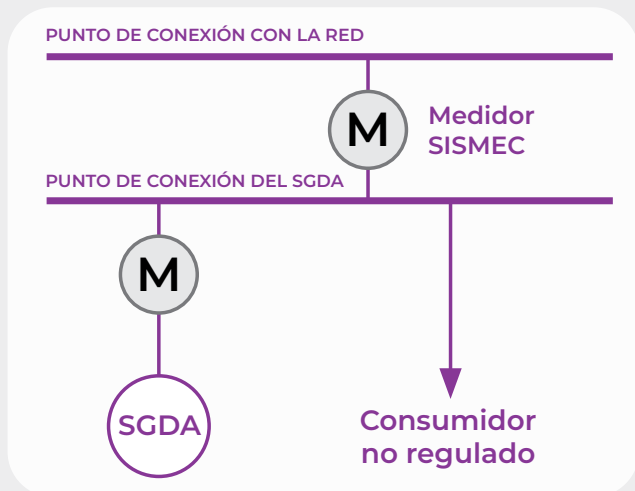 PUNTO DE CONEXIÓN CON LA RED
M
Medidor
SISMEC
PUNTO DE CONEXIÓN DEL SGDA
M
SGDA
Consumidor
no regulado